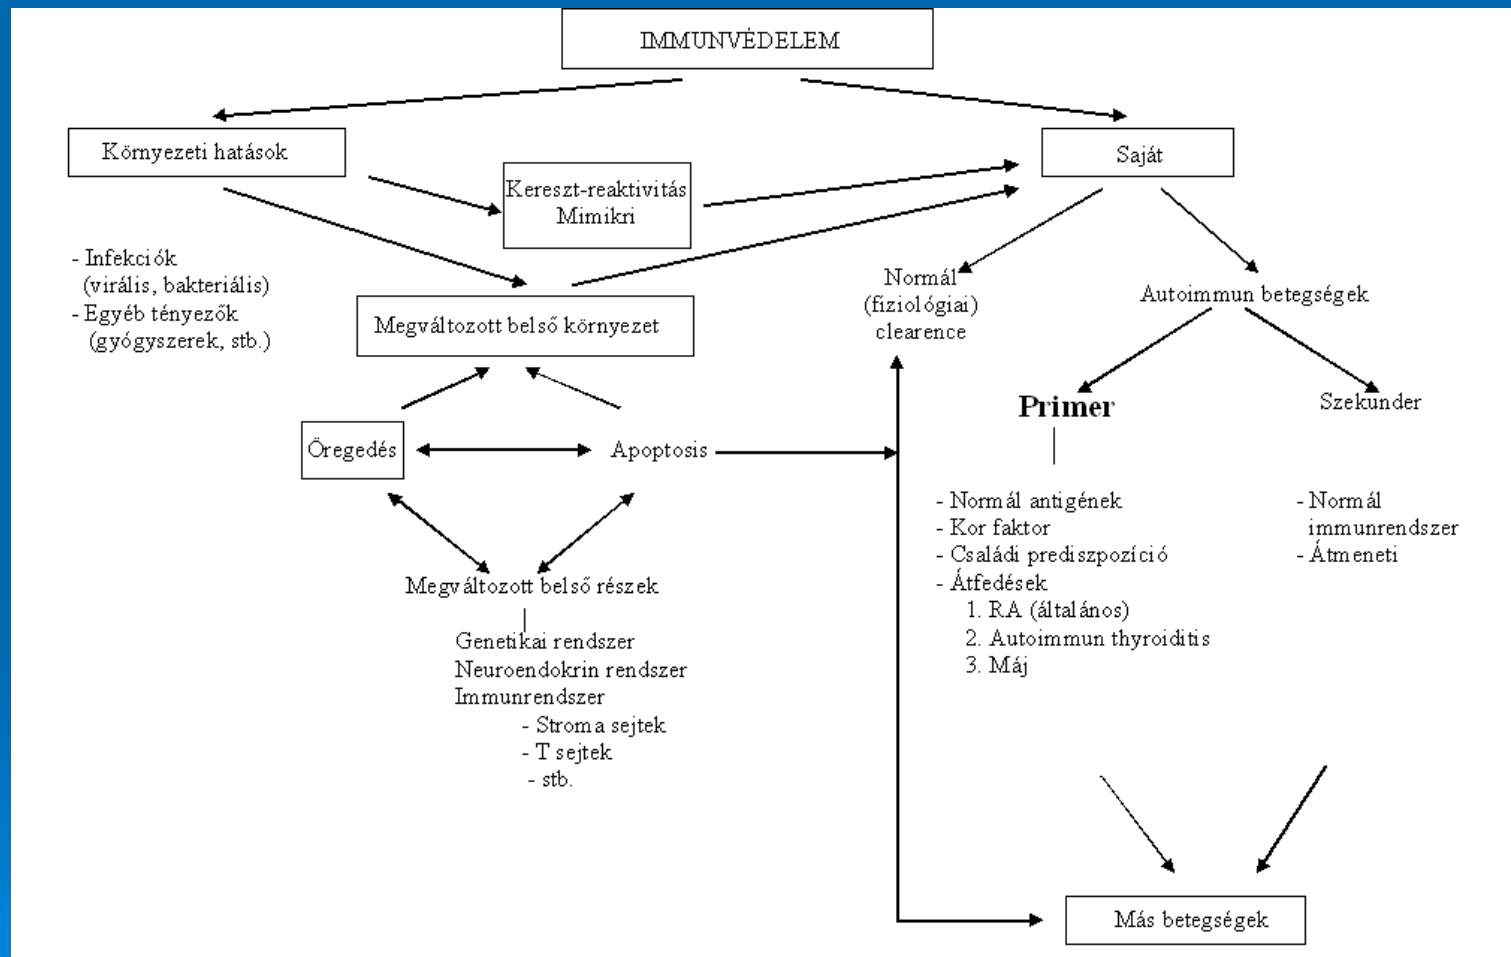 IMMUNVÉDELEM
Környezeti hatások
Saját
Kereszt-reaktivitás
Mimikri
- Infekciók
(virális, bakteriális)
- Egyéb tényezők
(gyógyszerek, stb.)
Megváltozott belső környezet
Normál
(fiziológiai)
clearence
Autoimmun betegségek
Primer
Szekunder
Öregedés
Apoptosis
- Normál antigének
- Kor faktor
- Családi prediszpozíció
- Átfedések
1. RA (általános)
2. Autoimmun thyroiditis
3. Máj
- Normál
immunrendszer
- Átmeneti
Megváltozott belső részek
Genetikai rendszer
Neuroendokrin rendszer
Immunrendszer
- Stroma sejtek
- T sejtek
- stb.
Más betegségek